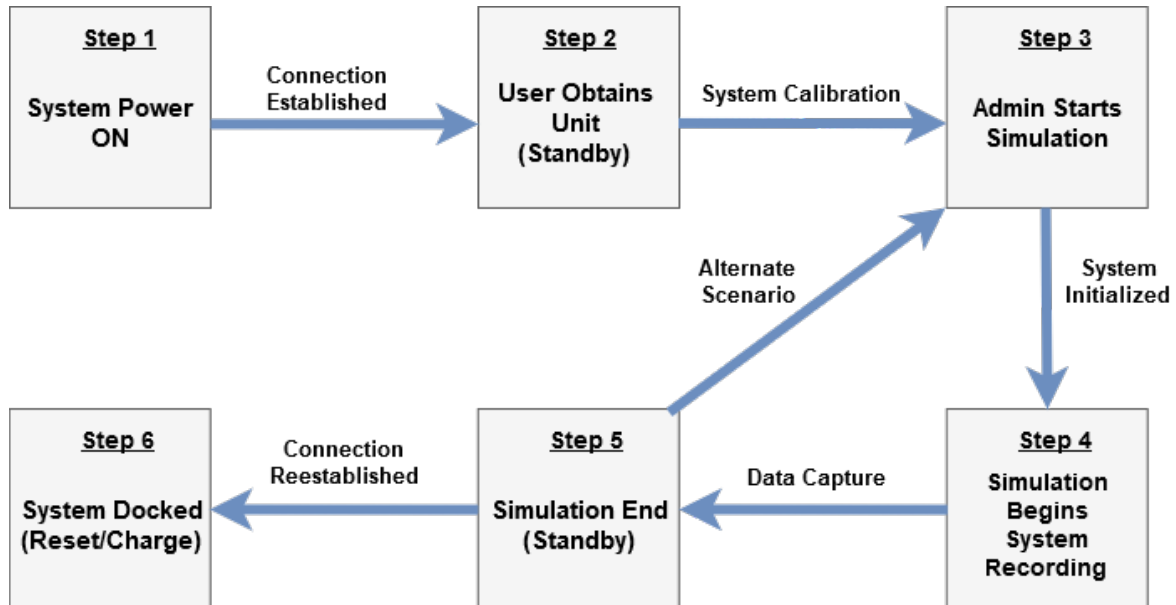 Step 1
System Power
ON
Connection
Established
Step 2
User Obtains
Unit
(Standby)
System Calibration
Step 3
Admin Starts
Simulation
Alternate
Scenario
System
Initialized
Step 6
System Docked
(Reset/Charge)
Connection
Reestablished
Step 5
Simulation End
(Standby)
Data Capture
Step 4
Simulation
Begins
System
Recording